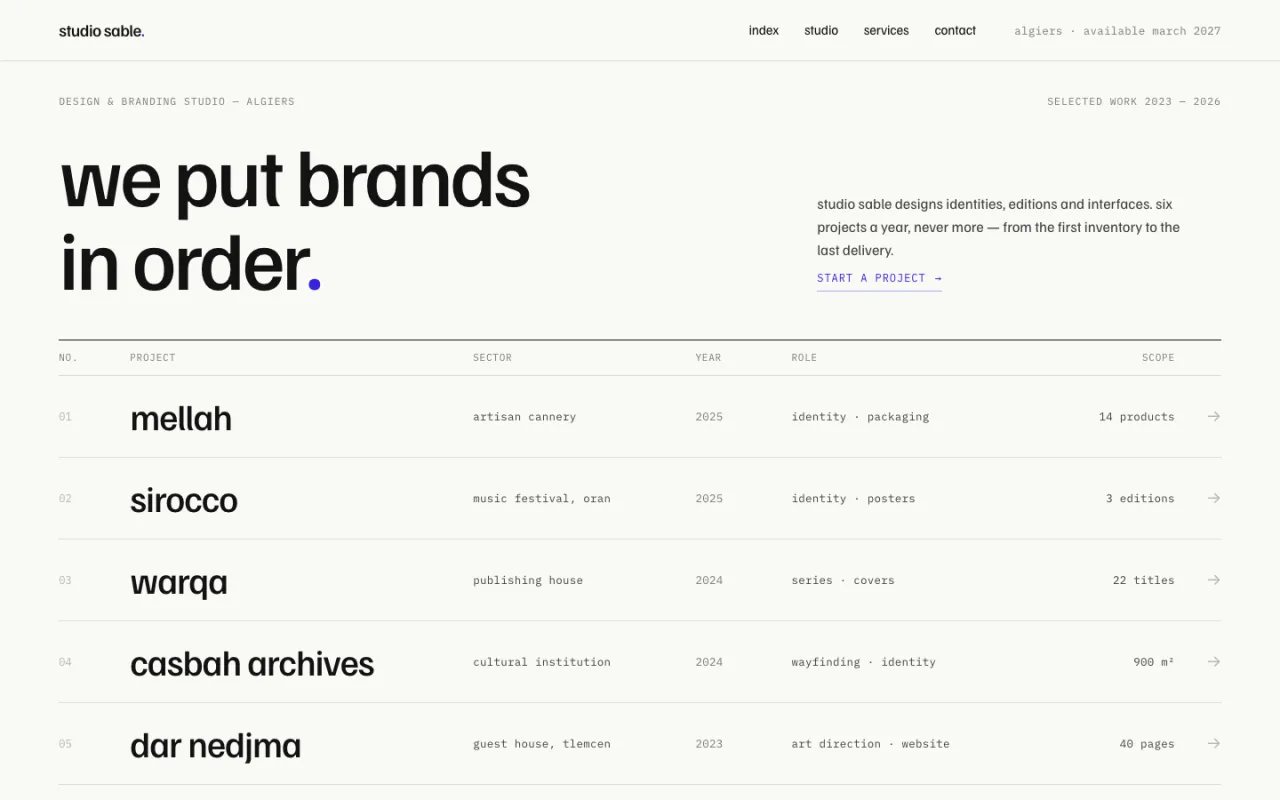 studio sable.
index studio services contact algiers · available march 2027
DESIGN & BRANDING STUDIO — ALGIERS
SELECTED WORK 2023 — 2026
we put brands
in order.
studio sable designs identities, editions and interfaces. six
projects a year, never more — from the first inventory to the
last delivery.
START A PROJECT →
NO. PROJECT SECTOR YEAR ROLE SCOPE
01 mellah artisan cannery 2025 identity · packaging 14 products →
02 sirocco music festival, oran 2025 identity · posters 3 editions →
03 warqa publishing house 2024 series · covers 22 titles →
04 casbah archives cultural institution 2024 wayfinding · identity 900 m² →
05 dar nedjma guest house, tlemcen 2023 art direction · website 40 pages →